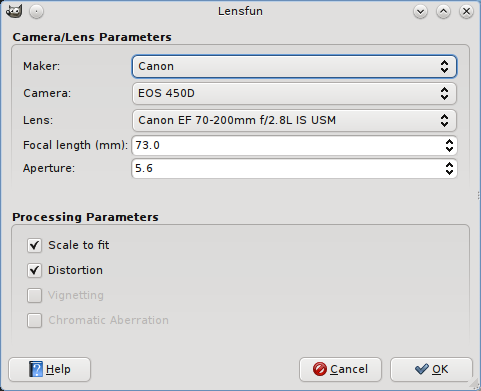 Lensfun
Camera/Lens Parameters
Maker: Canon
Camera: EOS 450D
Lens: Canon EF 70-200mm f/2.8L IS USM
Focal length (mm): 73.0
Aperture: 5.6
Processing Parameters
Scale to fit
Distortion
Vignetting
Chromatic Aberration
Help Cancel OK